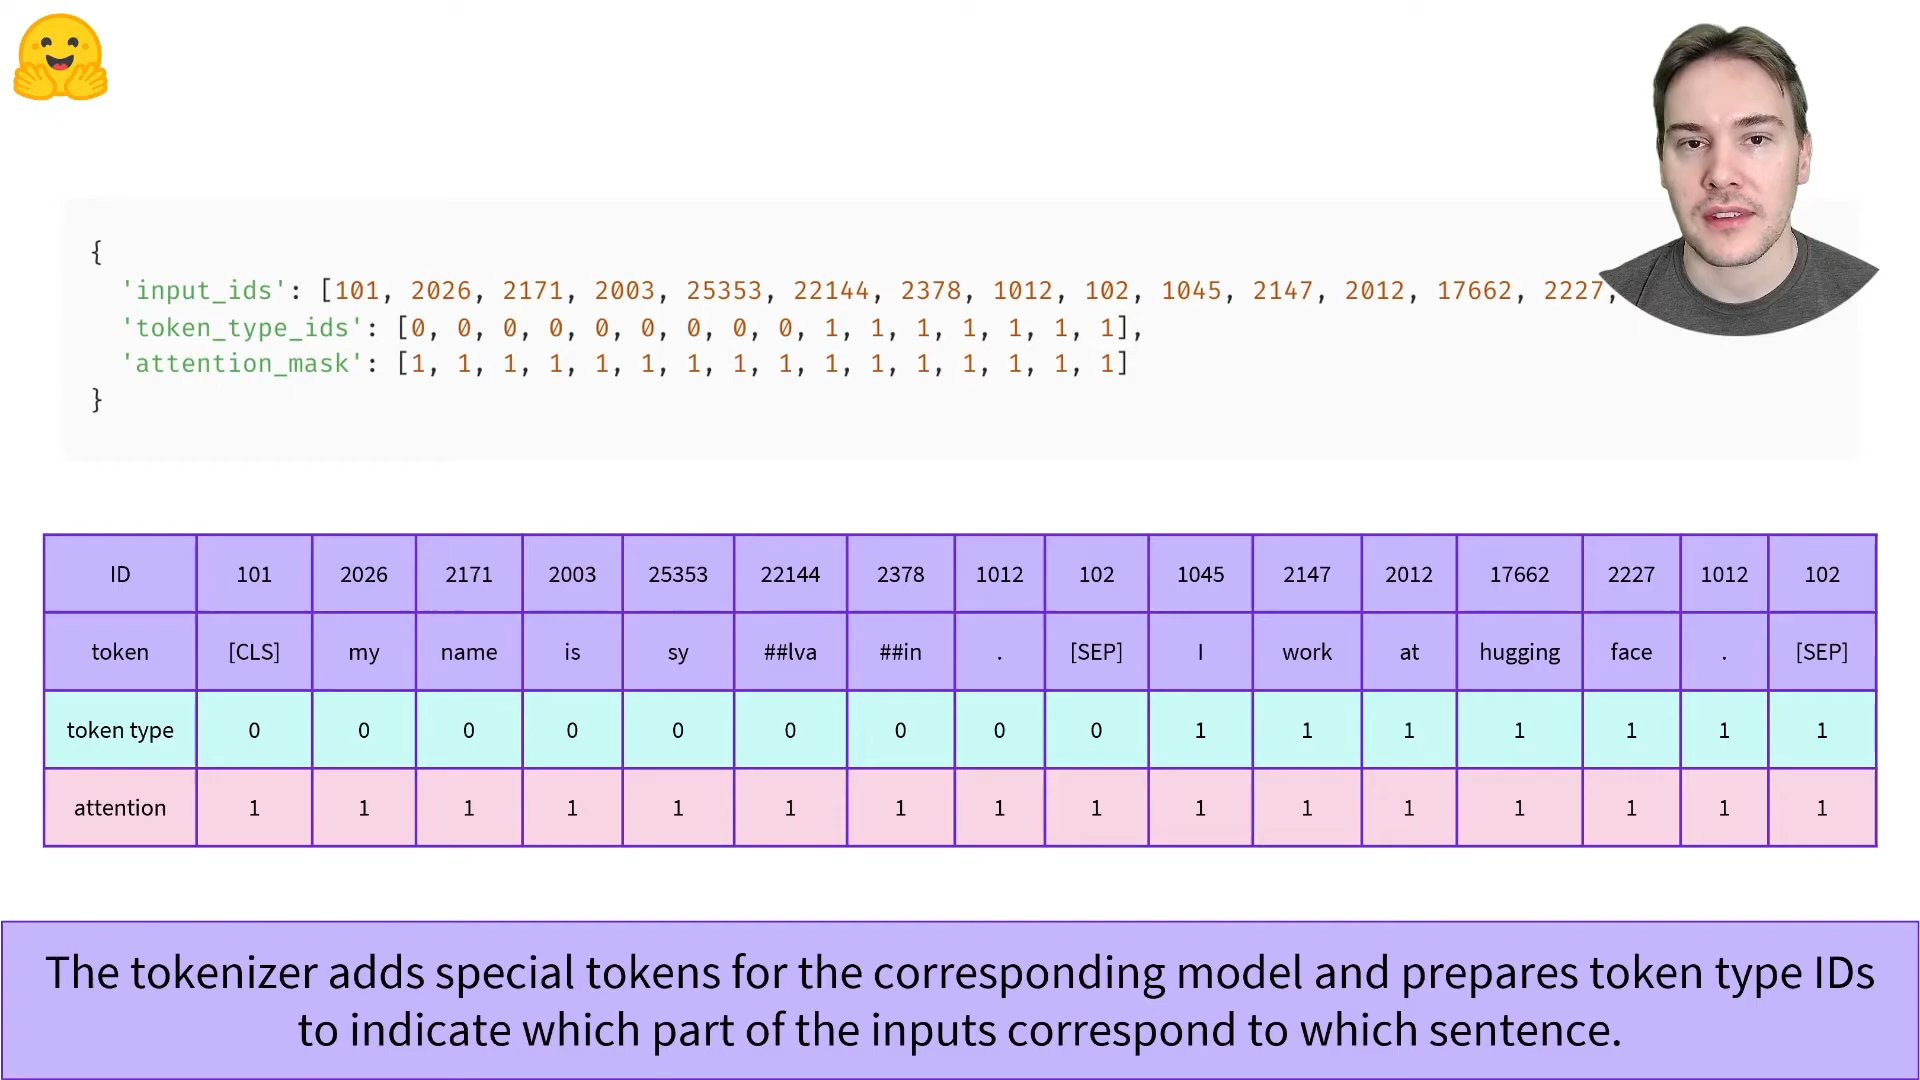 {
'input_ids': [101, 2026, 2171, 2003, 25353, 22144, 2378, 1012, 102, 1045, 2147, 2012, 17662, 2227,
'token_type_ids': [0, 0, 0, 0, 0, 0, 0, 0, 0, 1, 1, 1, 1, 1, 1, 1],
'attention_mask': [1, 1, 1, 1, 1, 1, 1, 1, 1, 1, 1, 1, 1, 1, 1, 1]
}
ID 101 2026 2171 2003 25353 22144 2378 1012 102 1045 2147 2012 17662 2227 1012 102
token [CLS] my name is sy ##lva ##in . [SEP] I work at hugging face . [SEP]
token type 0 0 0 0 0 0 0 0 0 1 1 1 1 1 1 1
attention 1 1 1 1 1 1 1 1 1 1 1 1 1 1 1 1
The tokenizer adds special tokens for the corresponding model and prepares token type IDs
to indicate which part of the inputs correspond to which sentence.